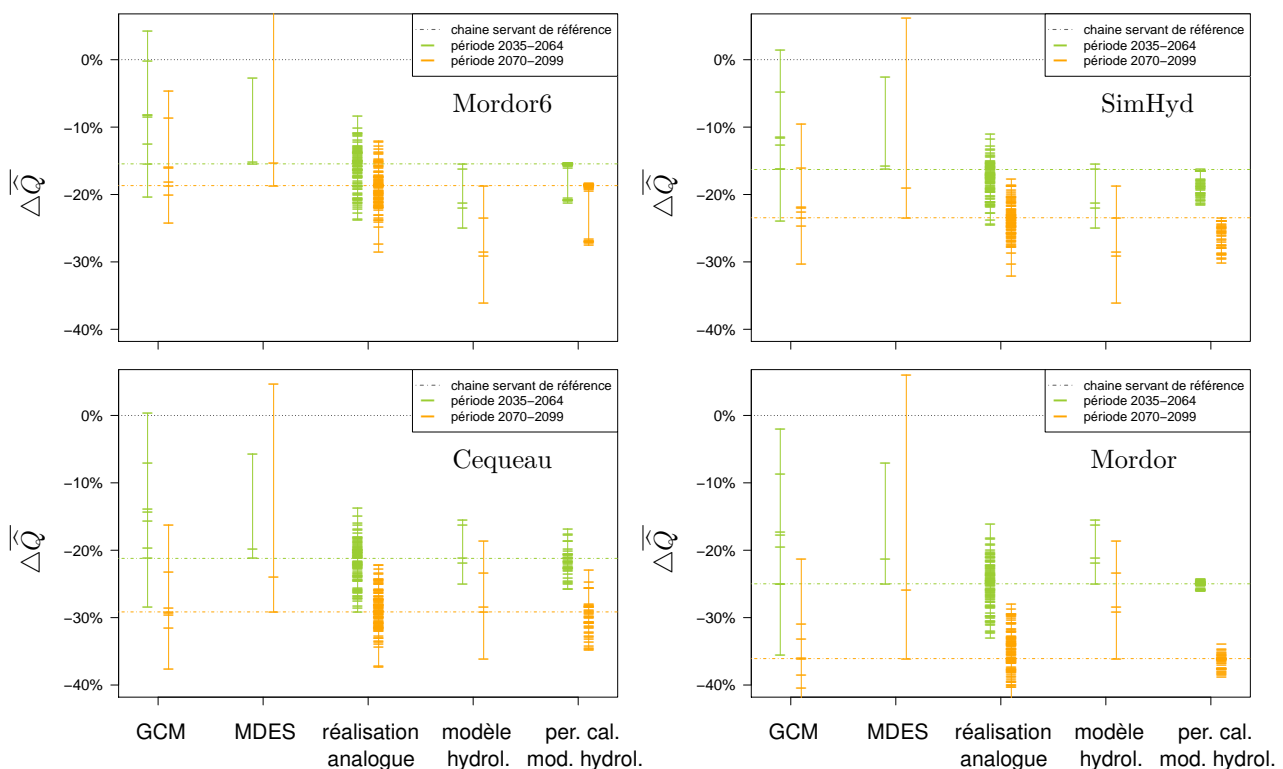 0%
−10%
−20%
−30%
−40%
△Q̂
chaine servant de référence
période 2035−2064
période 2070−2099
Mordor6
0%
−10%
−20%
−30%
−40%
△Q̂
chaine servant de référence
période 2035−2064
période 2070−2099
SimHyd
0%
−10%
−20%
−30%
−40%
△Q̂
chaine servant de référence
période 2035−2064
période 2070−2099
Cequeau
GCM
MDES
réalisation
analogue
modèle
hydrol.
per. cal.
mod. hydrol.
0%
−10%
−20%
−30%
−40%
△Q̂
chaine servant de référence
période 2035−2064
période 2070−2099
Mordor
GCM
MDES
réalisation
analogue
modèle
hydrol.
per. cal.
mod. hydrol.